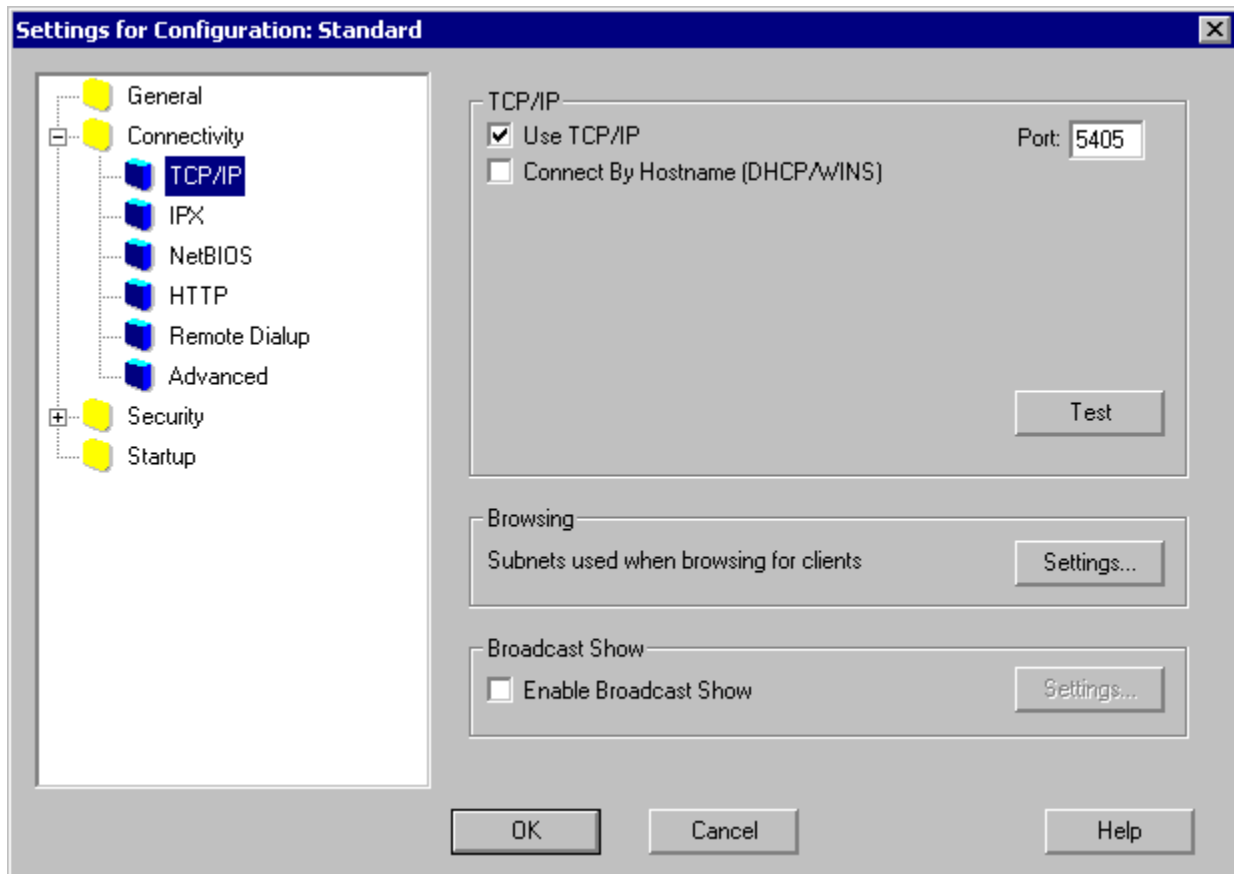 Settings for Configuration: Standard
General
Connectivity
TCP/IP
IPX
NetBIOS
HTTP
Remote Dialup
Advanced
Security
Startup
TCP/IP
Use TCP/IP
Port: 5405
Connect By Hostname (DHCP/WINS)
Test
Browsing
Subnets used when browsing for clients
Settings...
Broadcast Show
Enable Broadcast Show
Settings...
OK
Cancel
Help